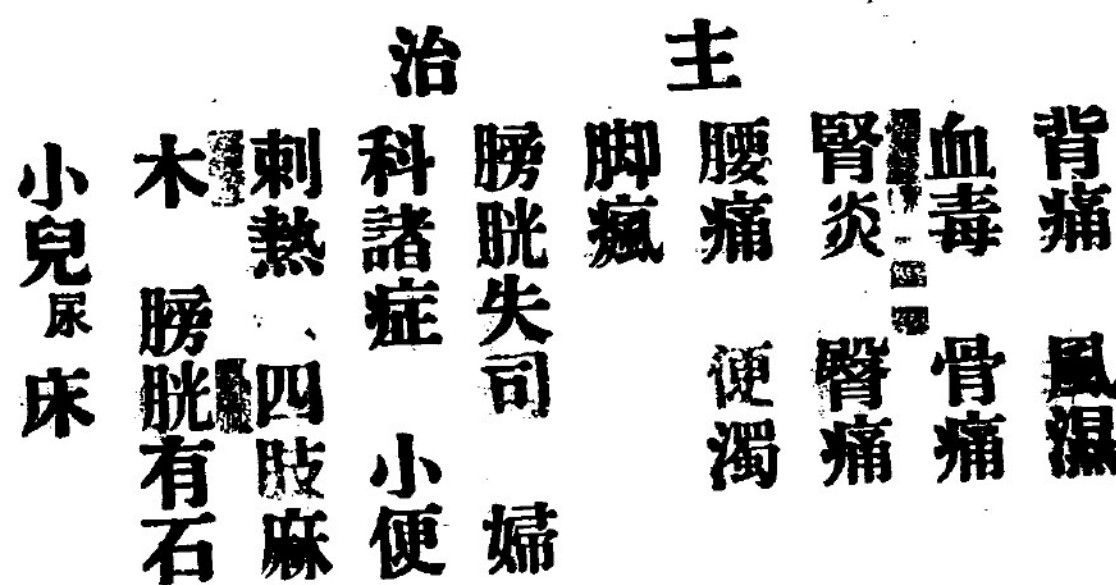 主治
背痛 風濕
血毒 骨痛
腎炎 腎痛
腰痛 便濁
脚瘋
膀胱失司 婦
科諸症 小便
刺熱、四肢麻
木 膀胱有石
小兒尿床